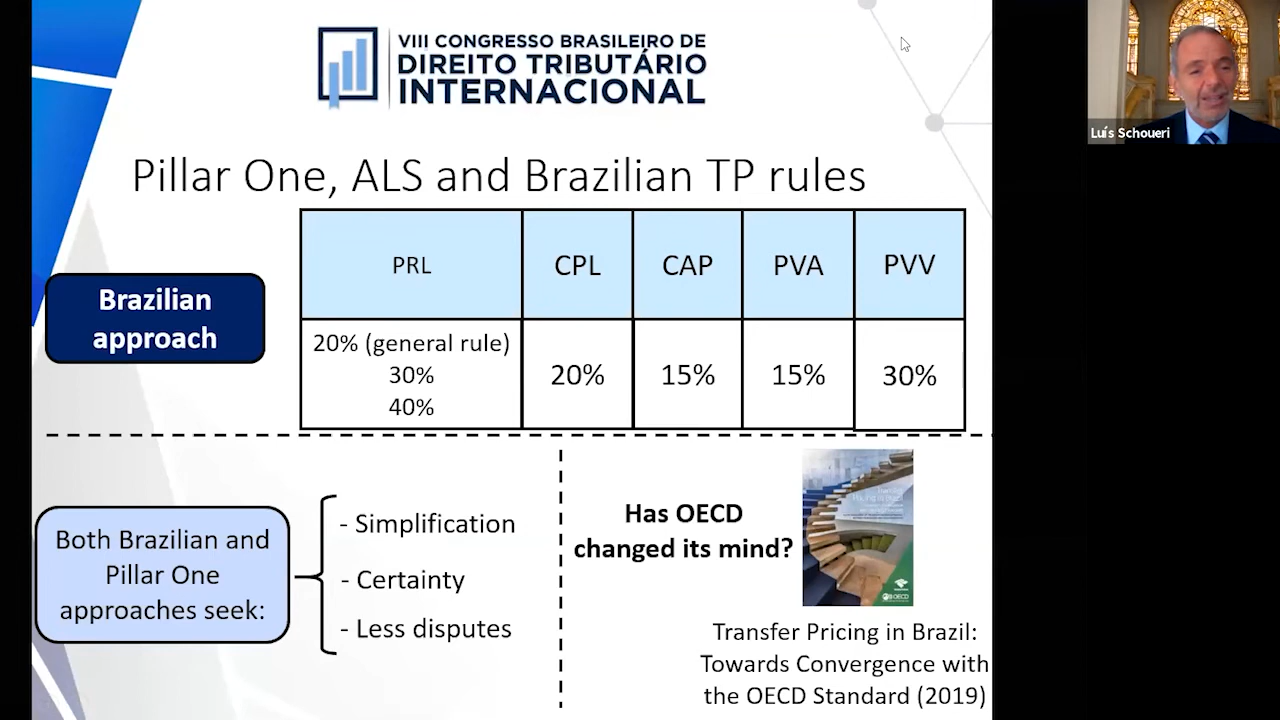 VIII CONGRESSO BRASILEIRO DE
DIREITO TRIBUTÁRIO
INTERNACIONAL
Luís Schoueri
Pillar One, ALS and Brazilian TP rules
Brazilian
approach
PRL
CPL
CAP
PVA
PVV
20% (general rule)
30%
40%
20%
15%
15%
30%
Both Brazilian and
Pillar One
approaches seek:
- Simplification
- Certainty
- Less disputes
Has OECD
changed its mind?
OECD
Transfer Pricing in Brazil:
Towards Convergence with
the OECD Standard (2019)